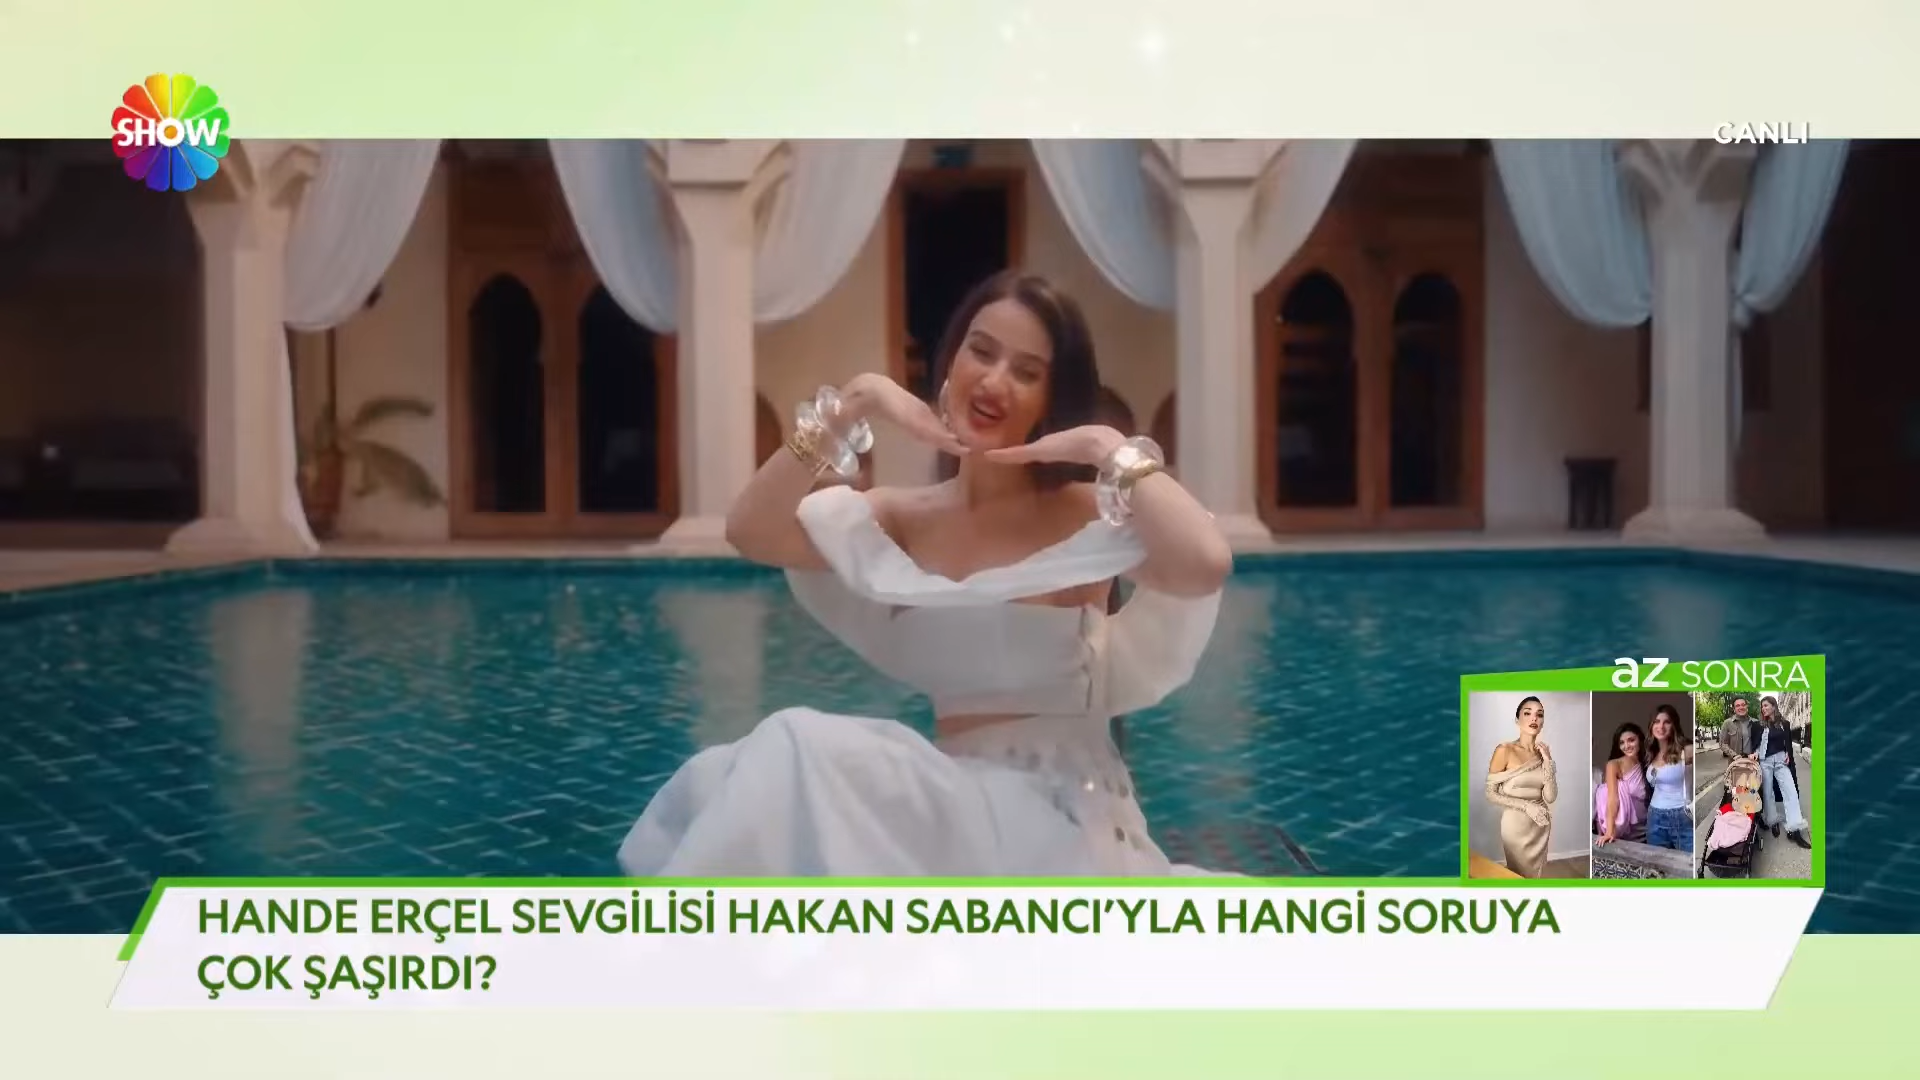 SHOW
CANLI
az SONRA
HANDE ERÇEL SEVGİLİSİ HAKAN SABANCI'YLA HANGİ SORUYA
ÇOK ŞAŞIRDI?